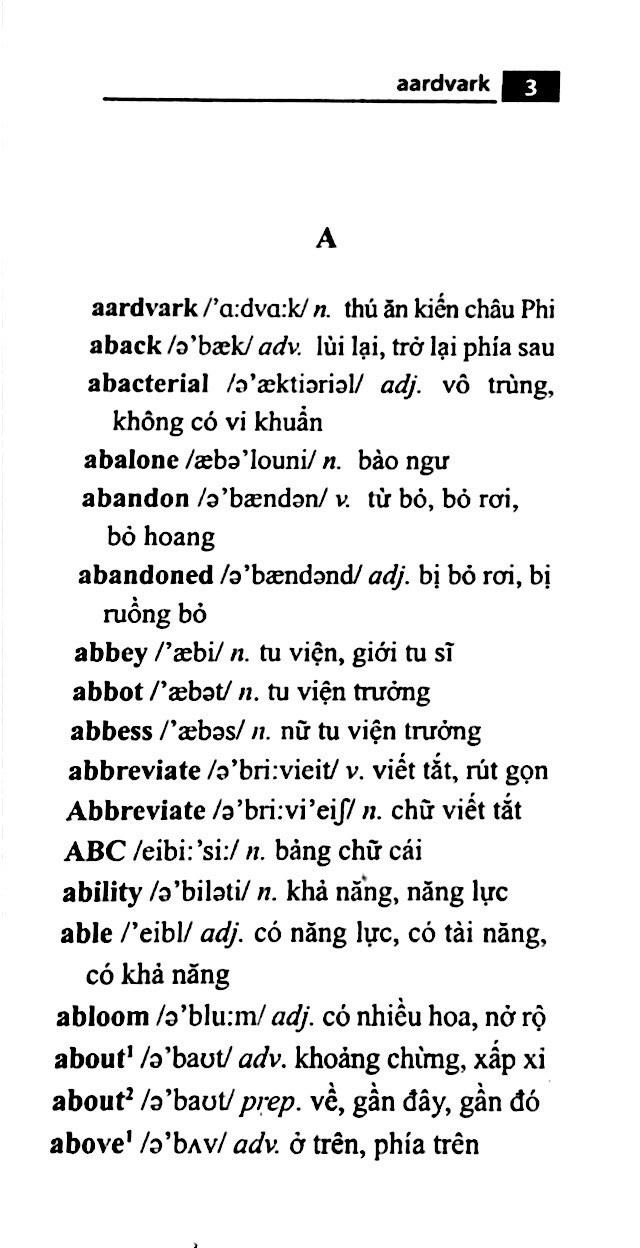 aardvark 3
A
aardvark /’ɑ:dvɑ:k/ n. thú ăn kiến châu Phi
aback /ə’bæk/ adv. lùi lại, trở lại phía sau
abacterial /ə’æktiəriəl/ adj. vô trùng,
không có vi khuẩn
abalone /æbə’louni/ n. bào ngư
abandon /ə’bændən/ v. từ bỏ, bỏ rơi,
bỏ hoang
abandoned /ə’bændənd/ adj. bị bỏ rơi, bị
ruồng bỏ
abbey /’æbi/ n. tu viện, giới tu sĩ
abbot /’æbət/ n. tu viện trưởng
abbess /’æbəs/ n. nữ tu viện trưởng
abbreviate /ə’bri:vieit/ v. viết tắt, rút gọn
Abbreviate /ə’bri:vi’eiʃ/ n. chữ viết tắt
ABC /eibi:’si:/ n. bảng chữ cái
ability /ə’biləti/ n. khả năng, năng lực
able /’eibl/ adj. có năng lực, có tài năng,
có khả năng
abloom /ə’blu:m/ adj. có nhiều hoa, nở rộ
about¹ /ə’baʊt/ adv. khoảng chừng, xấp xỉ
about² /ə’baʊt/ prep. về, gần đây, gần đó
above¹ /ə’bʌv/ adv. ở trên, phía trên